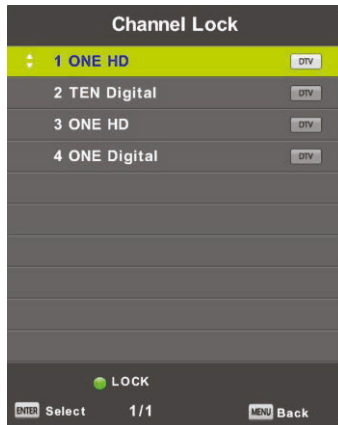 Channel Lock
1 ONE HD DTV
2 TEN Digital DTV
3 ONE HD DTV
4 ONE Digital DTV
LOCK
ENTER Select 1/1 MENU Back